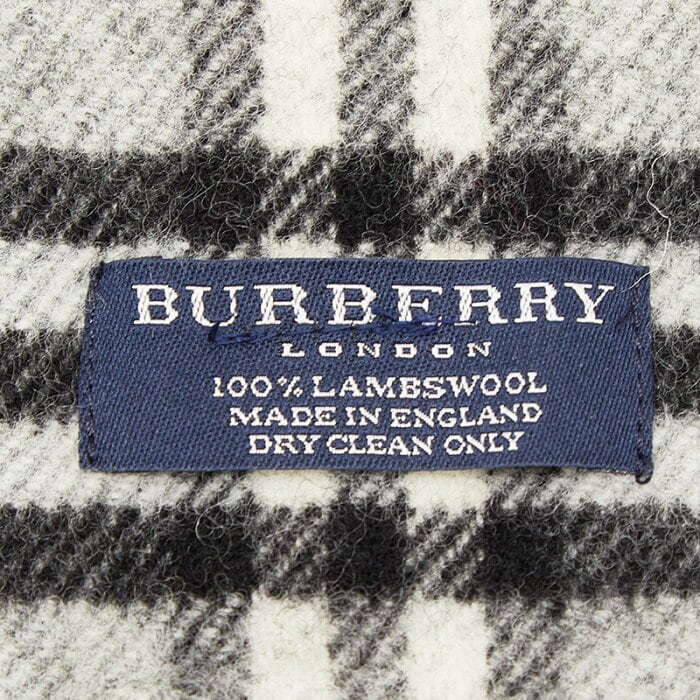 BURBERRY
LONDON
100% LAMBSWOOL
MADE IN ENGLAND
DRY CLEAN ONLY